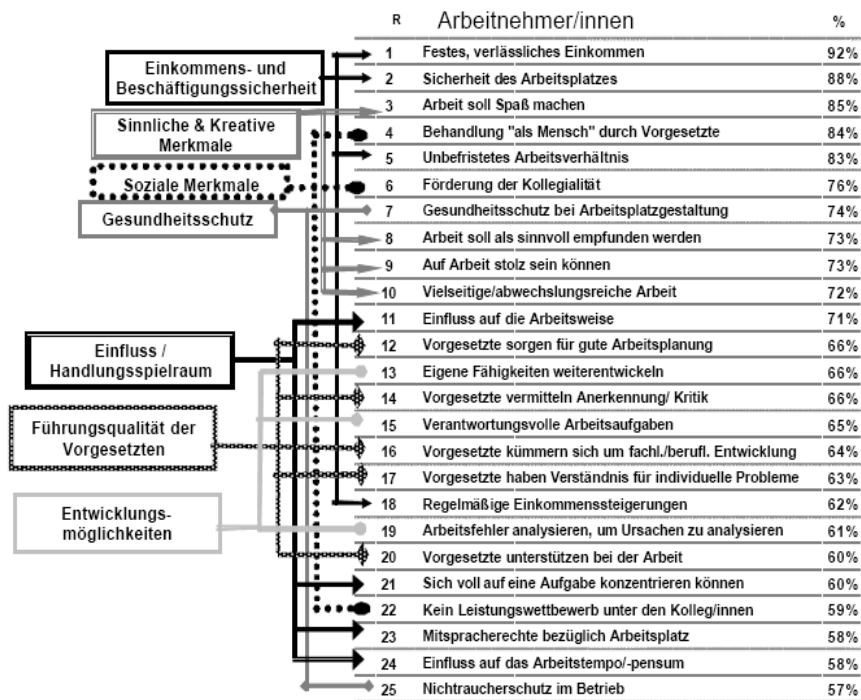 R Arbeitnehmer/innen %
Einkommens- und
Beschäftigungssicherheit
Sinnliche & Kreative
Merkmale
Soziale Merkmale
Gesundheitsschutz
Einfluss /
Handlungsspielraum
Führungsqualität der
Vorgesetzten
Entwicklungs-
möglichkeiten
1 Festes, verlässliches Einkommen 92%
2 Sicherheit des Arbeitsplatzes 88%
3 Arbeit soll Spaß machen 85%
4 Behandlung "als Mensch" durch Vorgesetzte 84%
5 Unbefristetes Arbeitsverhältnis 83%
6 Förderung der Kollegialität 76%
7 Gesundheitsschutz bei Arbeitsplatzgestaltung 74%
8 Arbeit soll als sinnvoll empfunden werden 73%
9 Auf Arbeit stolz sein können 73%
10 Vielseitige/abwechslungsreiche Arbeit 72%
11 Einfluss auf die Arbeitsweise 71%
12 Vorgesetzte sorgen für gute Arbeitsplanung 66%
13 Eigene Fähigkeiten weiterentwickeln 66%
14 Vorgesetzte vermitteln Anerkennung/ Kritik 66%
15 Verantwortungsvolle Arbeitsaufgaben 65%
16 Vorgesetzte kümmern sich um fachl./berufl. Entwicklung 64%
17 Vorgesetzte haben Verständnis für individuelle Probleme 63%
18 Regelmäßige Einkommenssteigerungen 62%
19 Arbeitsfehler analysieren, um Ursachen zu analysieren 61%
20 Vorgesetzte unterstützen bei der Arbeit 60%
21 Sich voll auf eine Aufgabe konzentrieren können 60%
22 Kein Leistungswettbewerb unter den Kolleg/innen 59%
23 Mitspracherechte bezüglich Arbeitsplatz 58%
24 Einfluss auf das Arbeitstempo/-pensum 58%
25 Nichtraucherschutz im Betrieb 57%